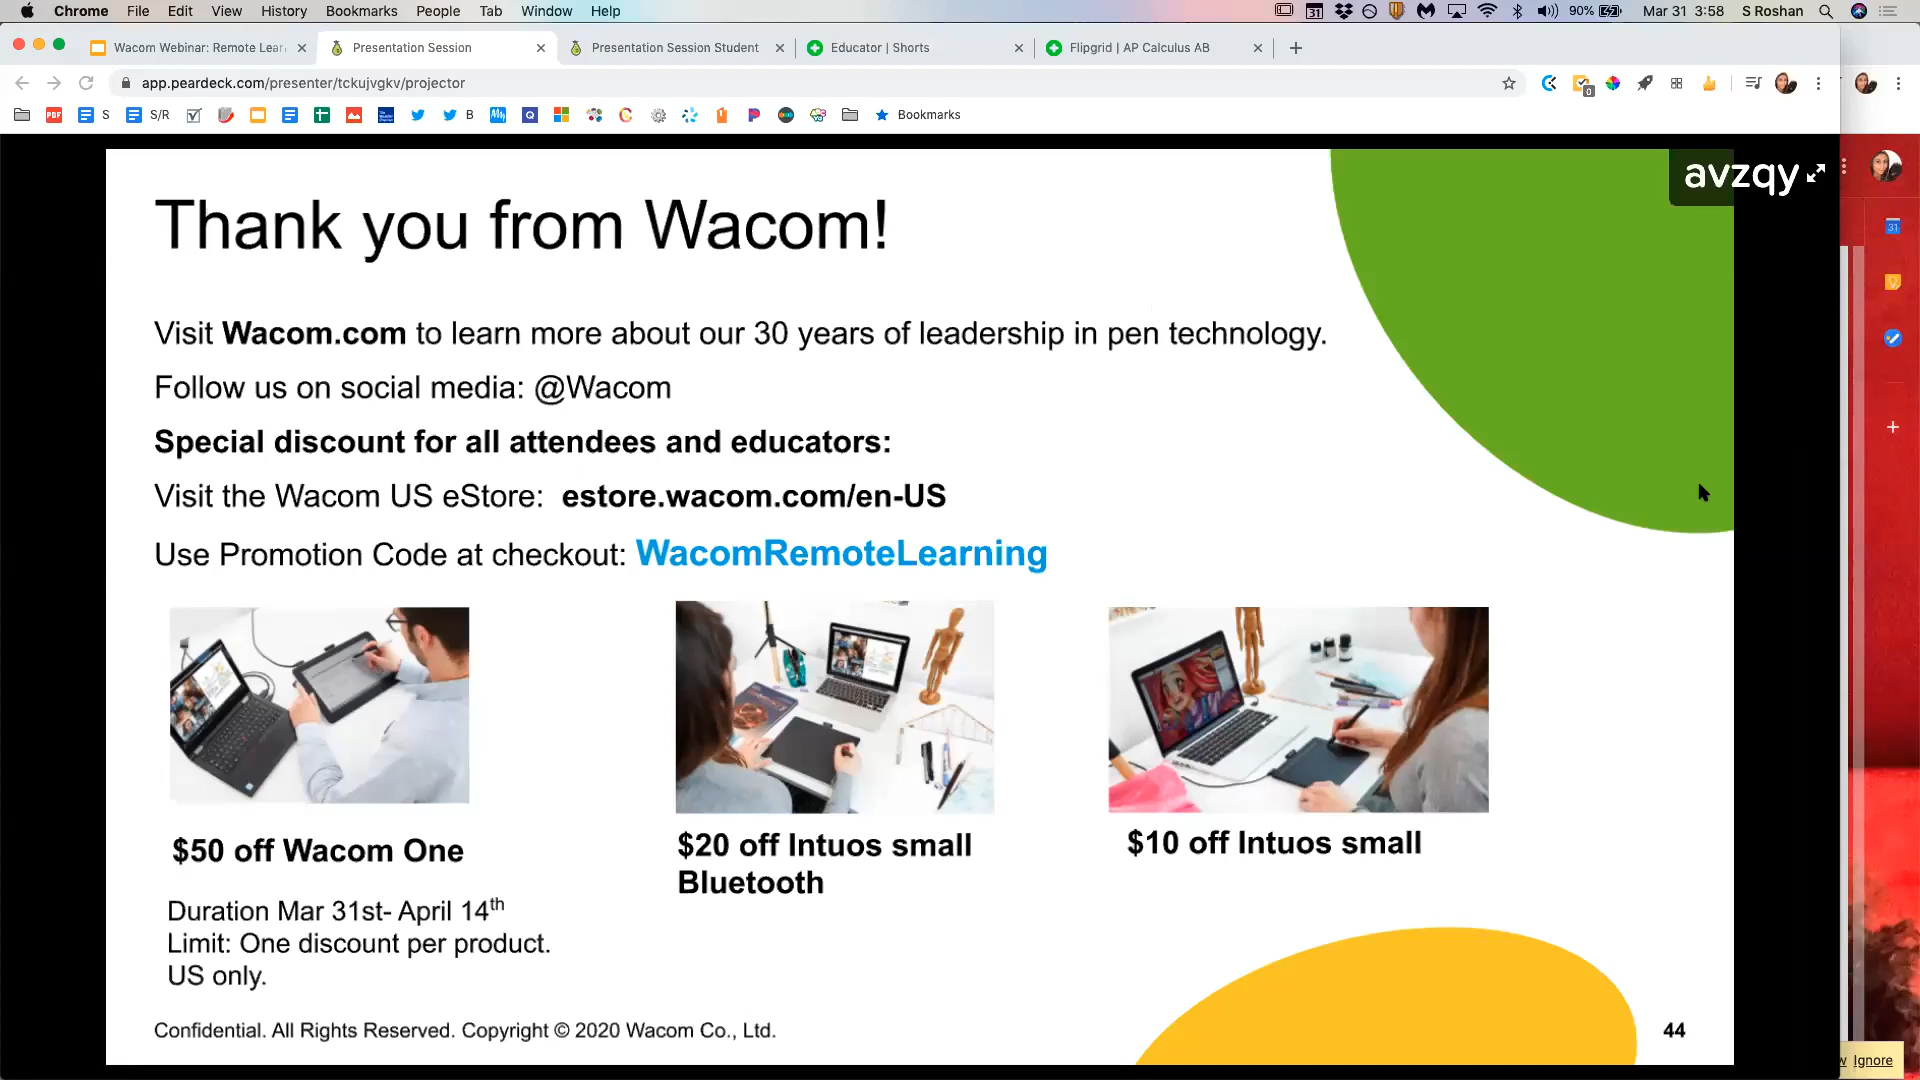 Chrome File Edit View History Bookmarks People Tab Window Help 90% Mar 31 3:58 S Roshan
Wacom Webinar: Remote Lear Presentation Session Presentation Session Student Educator | Shorts Flipgrid | AP Calculus AB
app.peardeck.com/presenter/tckujvgkv/projector
S S/R B Bookmarks
avzqy
Thank you from Wacom!
Visit Wacom.com to learn more about our 30 years of leadership in pen technology.
Follow us on social media: @Wacom
Special discount for all attendees and educators:
Visit the Wacom US eStore: estore.wacom.com/en-US
Use Promotion Code at checkout: WacomRemoteLearning
$50 off Wacom One
$20 off Intuos small
Bluetooth
$10 off Intuos small
Duration Mar 31st- April 14th
Limit: One discount per product.
US only.
Confidential. All Rights Reserved. Copyright © 2020 Wacom Co., Ltd.
44
Ignore